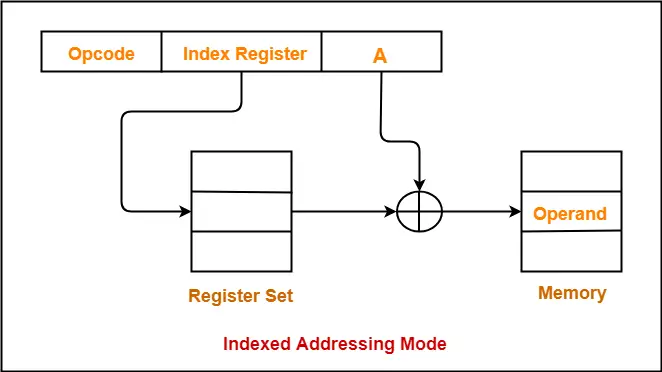 Opcode Index Register A
Operand
Register Set Memory
Indexed Addressing Mode